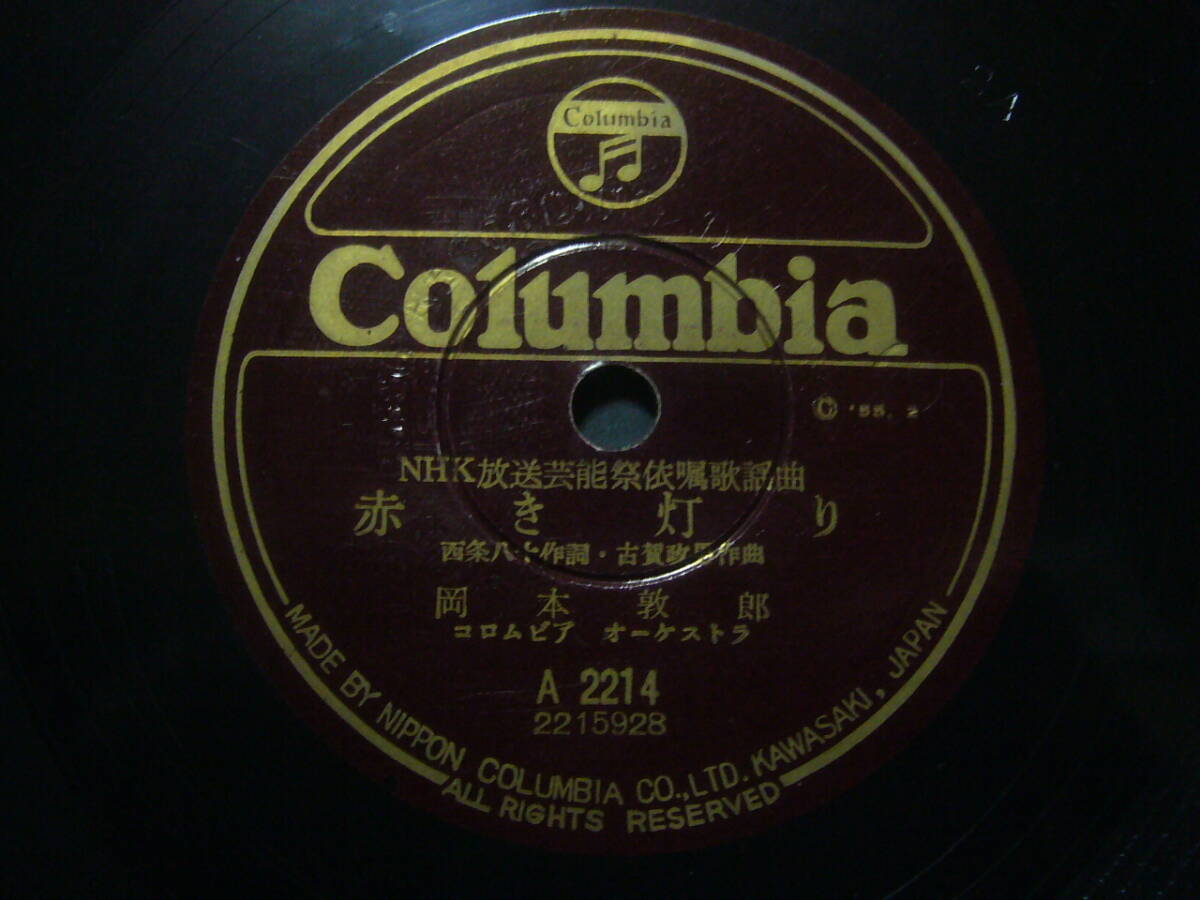 Columbia
Columbia
Ⓒ '55. 2
NHK放送芸能祭依嘱歌謡曲
赤き灯り
西条八十作詞・古賀政男作曲
岡本敦郎
コロムビア オーケストラ
A 2214
2215928
MADE BY NIPPON COLUMBIA CO.,LTD. KAWASAKI, JAPAN
ALL RIGHTS RESERVED